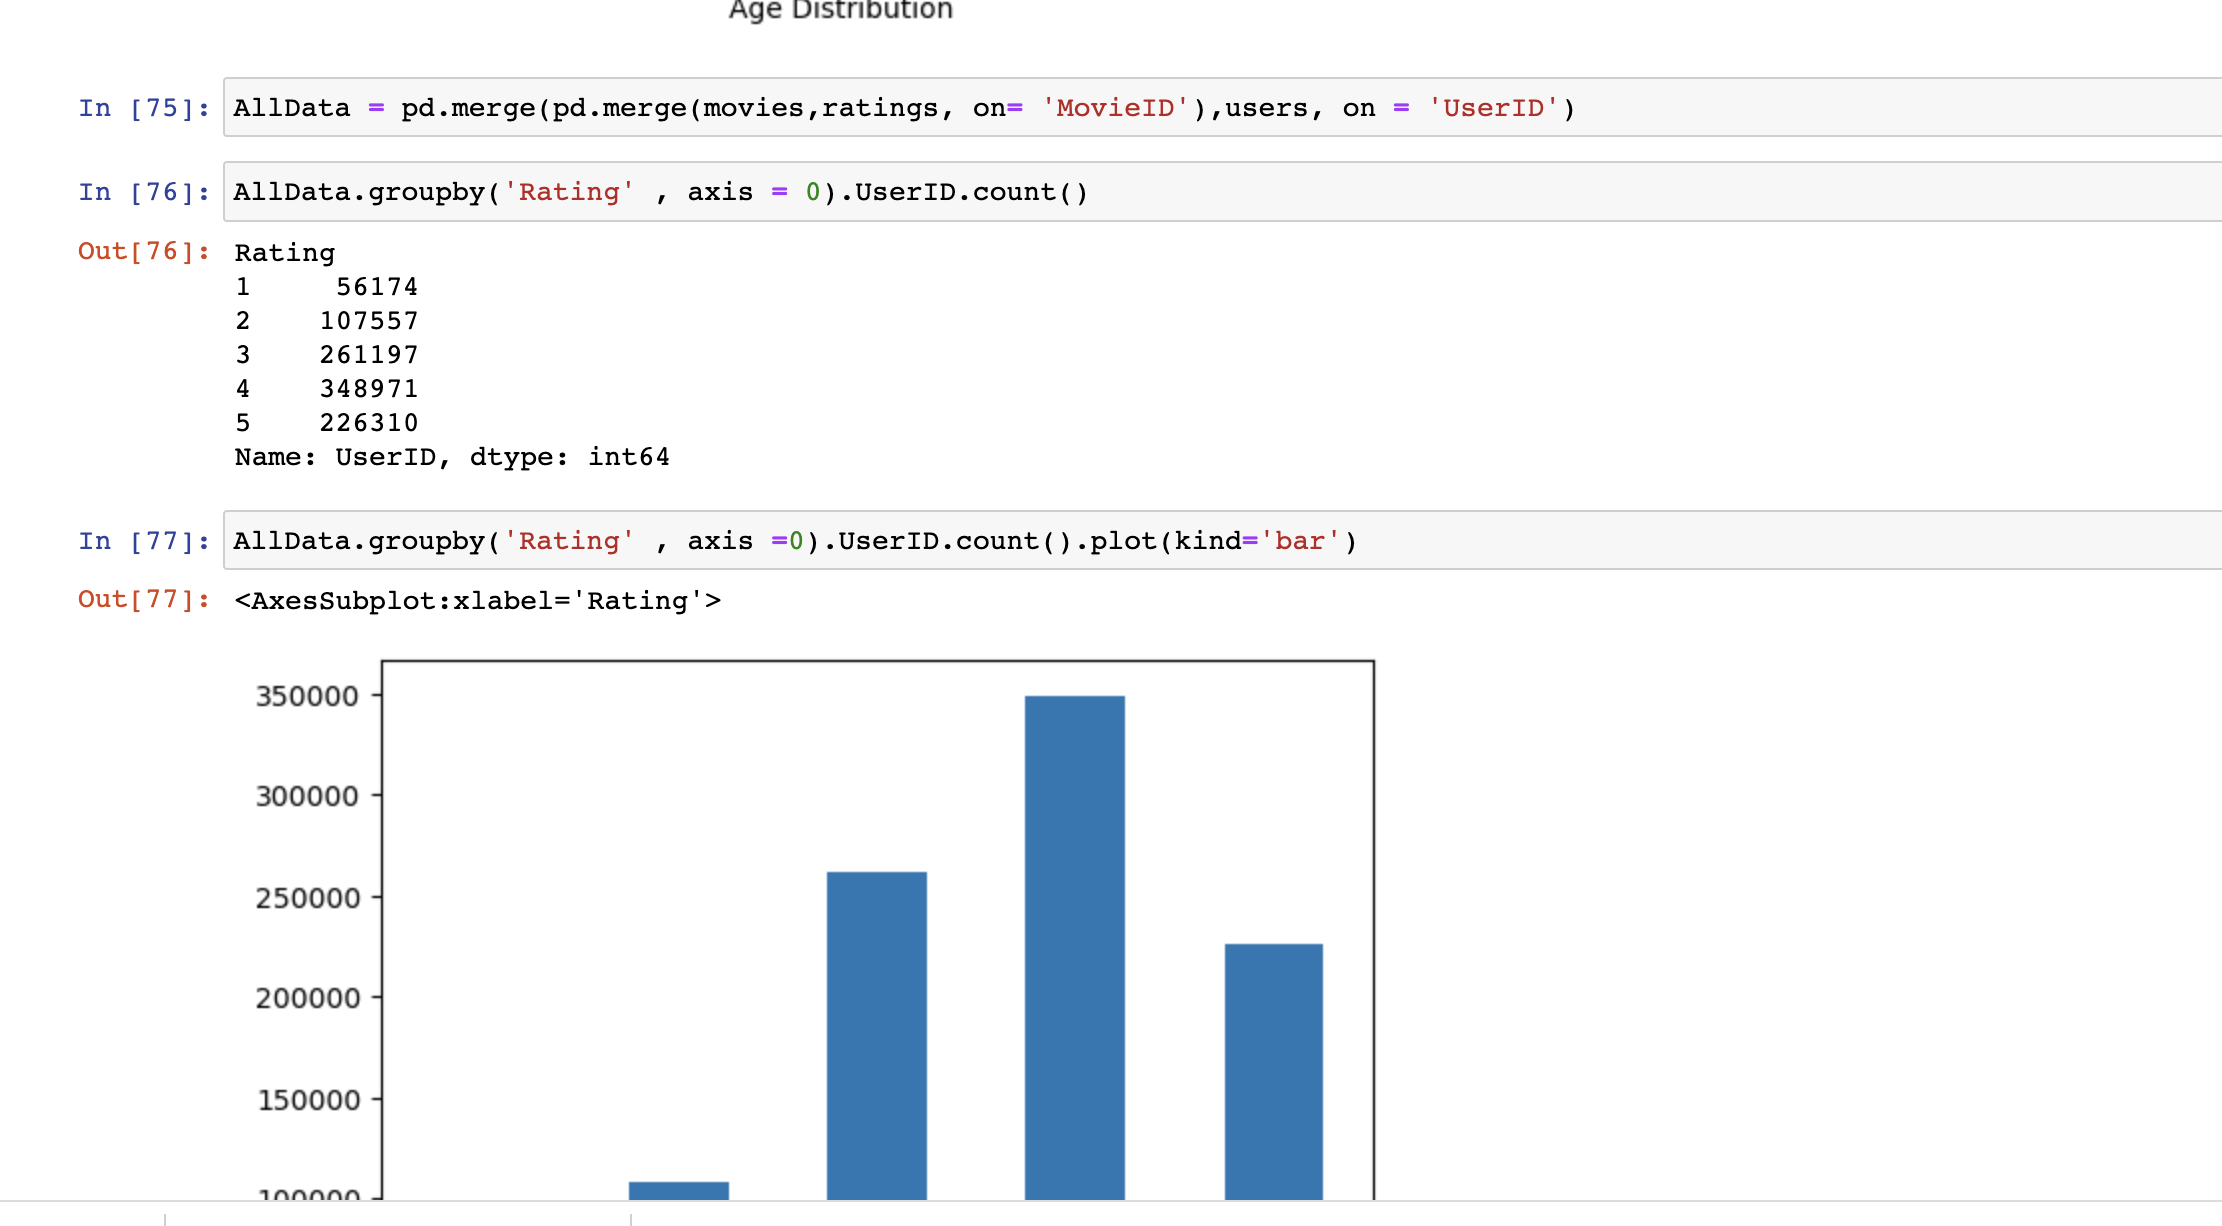 Age Distribution
In [75]: AllData = pd.merge(pd.merge(movies,ratings, on= 'MovieID'),users, on = 'UserID')
In [76]: AllData.groupby('Rating' , axis = 0).UserID.count()
Out[76]: Rating
1 56174
2 107557
3 261197
4 348971
5 226310
Name: UserID, dtype: int64
In [77]: AllData.groupby('Rating' , axis =0).UserID.count().plot(kind='bar')
Out[77]: <AxesSubplot:xlabel='Rating'>
350000
300000
250000
200000
150000
100000